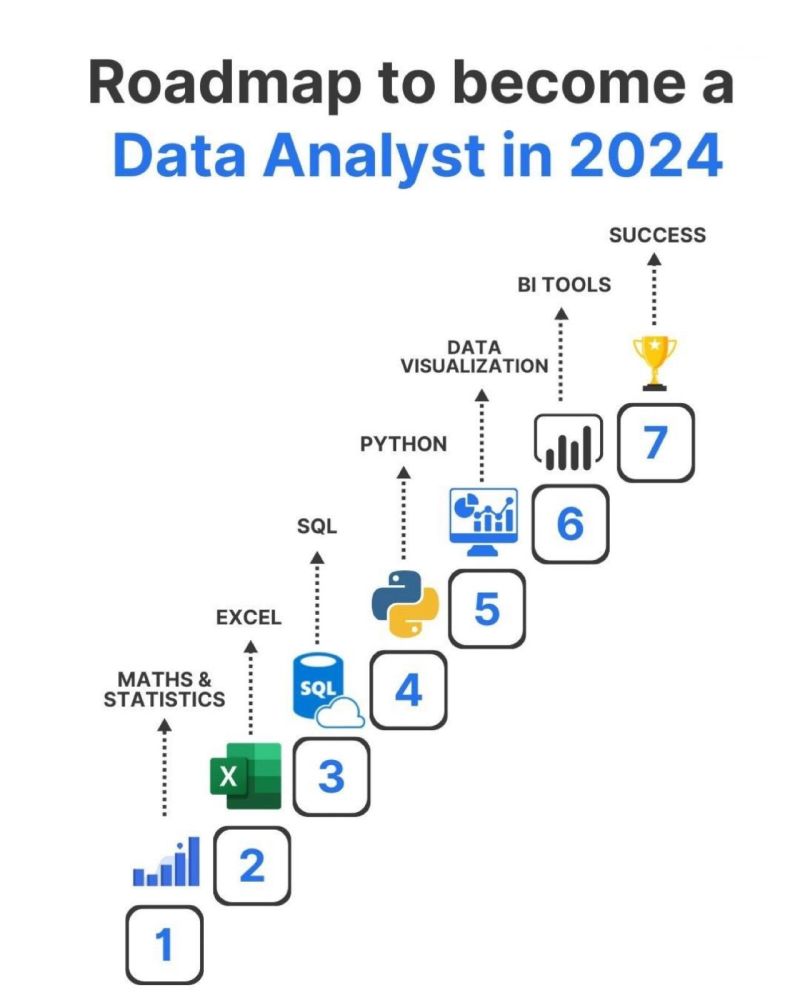 Roadmap to become a
Data Analyst in 2024
SUCCESS
BI TOOLS
DATA
VISUALIZATION
PYTHON
SQL
EXCEL
MATHS &
STATISTICS
7
6
5
4
SQL
3
X
2
1